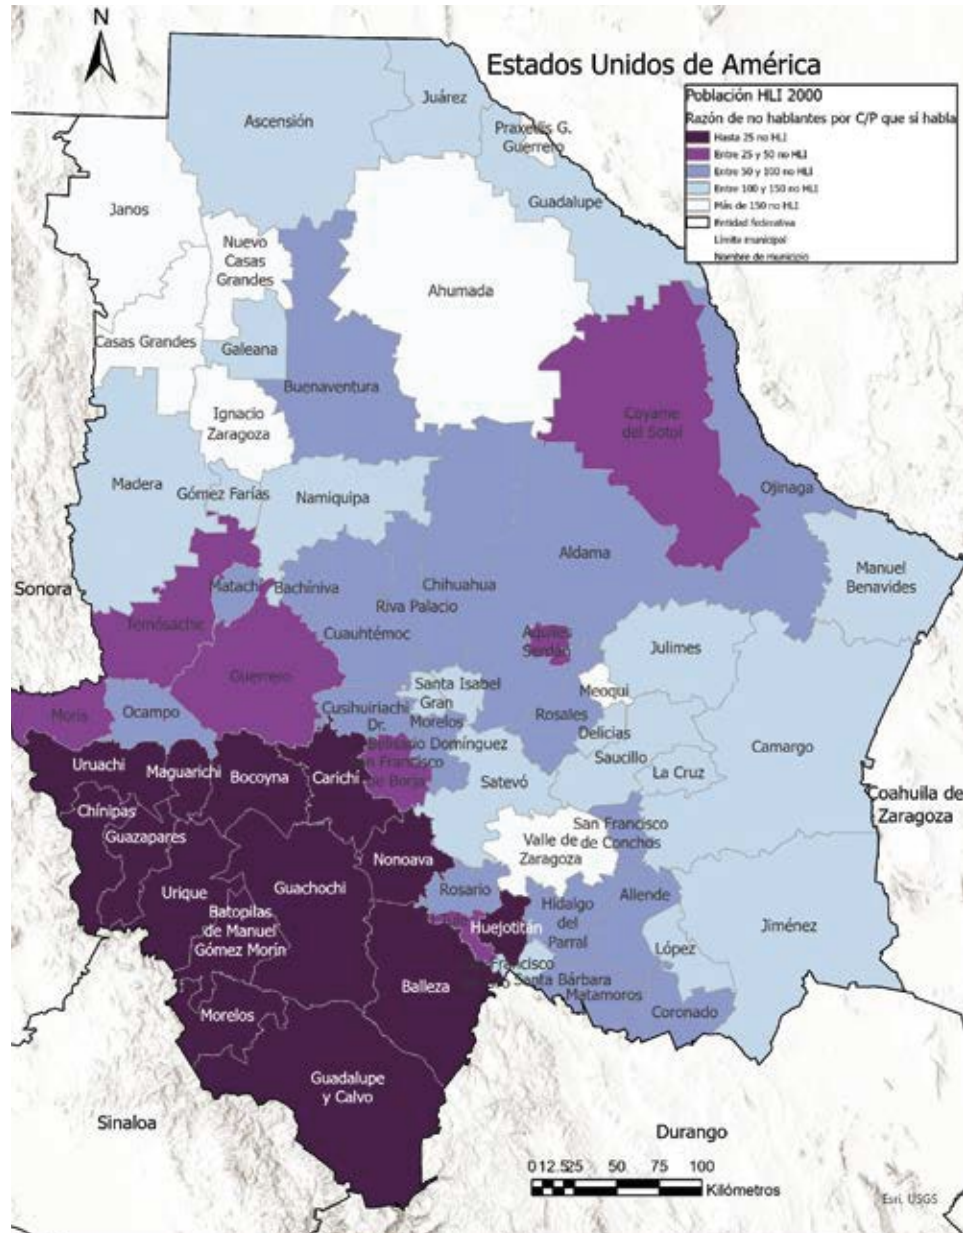 N
Estados Unidos de América
Población HLI 2000
Razón de no hablantes por C/P que sí habla
Hasta 25 no HLI
Entre 25 y 50 no HLI
Entre 50 y 100 no HLI
Entre 100 y 150 no HLI
Más de 150 no HLI
Entidad federativa
Límite municipal
Nombre de municipio
Juárez
Ascensión
Praxedis G.
Guerrero
Guadalupe
Janos
Nuevo
Casas
Grandes
Ahumada
Casas Grandes
Galeana
Buenaventura
Ignacio
Zaragoza
Coyame
del Sotol
Madera
Gómez Farías
Namiquipa
Ojinaga
Aldama
Manuel
Benavides
Sonora
Matachí
Bachíniva
Chihuahua
Riva Palacio
Temósachic
Cuauhtémoc
Aquiles
Serdán
Julimes
Guerrero
Santa Isabel
Meoqui
Moris
Ocampo
Cusihuiriachi
Gran
Morelos
Rosales
Delicias
Dr.
Belisario Domínguez
Camargo
Uruachi
Maguarichi
Bocoyna
Carichí
San Francisco
de Borja
Satevó
Saucillo
La Cruz
Coahuila de
Zaragoza
Chínipas
Guazapares
San Francisco
de Conchos
Valle de
Zaragoza
Nonoava
Urique
Guachochi
Rosario
Allende
Batopilas
de Manuel
Gómez Morín
Huejotitán
Hidalgo
del
Parral
Jiménez
López
Francisco
Santa Bárbara
Balleza
Matamoros
Coronado
Morelos
Guadalupe
y Calvo
Sinaloa
Durango
0 12.525 50 75 100
Kilómetros
Esri, USGS